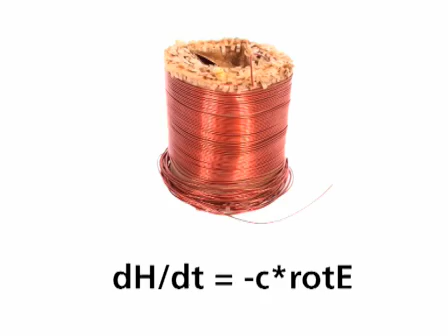 dH/dt = -c*rotE